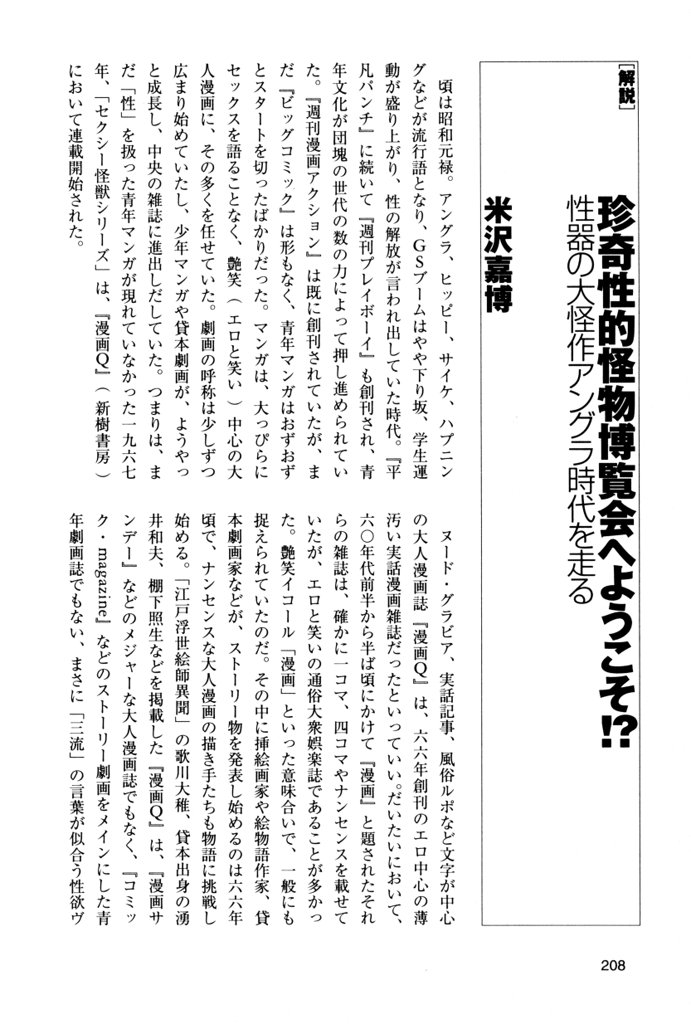 [解説]
珍奇性的怪物博覧会へようこそ!?
性器の大怪作アングラ時代を走る
米沢嘉博
頃は昭和元禄。アングラ、ヒッピー、サイケ、ハプニン
グなどが流行語となり、GSブームはやや下り坂、学生運
動が盛り上がり、性の解放が言われ出していた時代。『平
凡パンチ』に続いて『週刊プレイボーイ』も創刊され、青
年文化が団塊の世代の数の力によって押し進められてい
た。『週刊漫画アクション』は既に創刊されていたが、ま
だ『ビッグコミック』は形もなく、青年マンガはおずおず
とスタートを切ったばかりだった。マンガは、大っぴらに
セックスを語ることなく、艶笑(エロと笑い)中心の大
人漫画に、その多くを任せていた。劇画の呼称は少しずつ
広まり始めていたし、少年マンガや貸本劇画が、ようやっ
と成長し、中央の雑誌に進出しだしていた。つまりは、ま
だ「性」を扱った青年マンガが現れていなかった一九六七
年、「セクシー怪獣シリーズ」は、『漫画Q』(新樹書房)
において連載開始された。
ヌード・グラビア、実話記事、風俗ルポなど文字が中心
の大人漫画誌『漫画Q』は、六六年創刊のエロ中心の薄
汚い実話漫画雑誌だったといっていい。だいたいにおいて、
六〇年代前半から半ば頃にかけて『漫画』と題されたそれ
らの雑誌は、確かに一コマ、四コマやナンセンスを載せて
いたが、エロと笑いの通俗大衆娯楽誌であることが多かっ
た。艶笑イコール「漫画」といった意味合いで、一般にも
捉えられていたのだ。その中に挿絵画家や絵物語作家、貸
本劇画家などが、ストーリー物を発表し始めるのは六六年
頃で、ナンセンスな大人漫画の描き手たちも物語に挑戦し
始める。「江戸浮世絵師異聞」の歌川大稚、貸本出身の湧
井和夫、棚下照生などを掲載した『漫画Q』は、『漫画サ
ンデー』などのメジャーな大人漫画誌でもなく、『コミッ
ク・magazine』などのストーリー劇画をメインにした青
年劇画誌でもない、まさに「三流」の言葉が似合う性欲ヴ
208